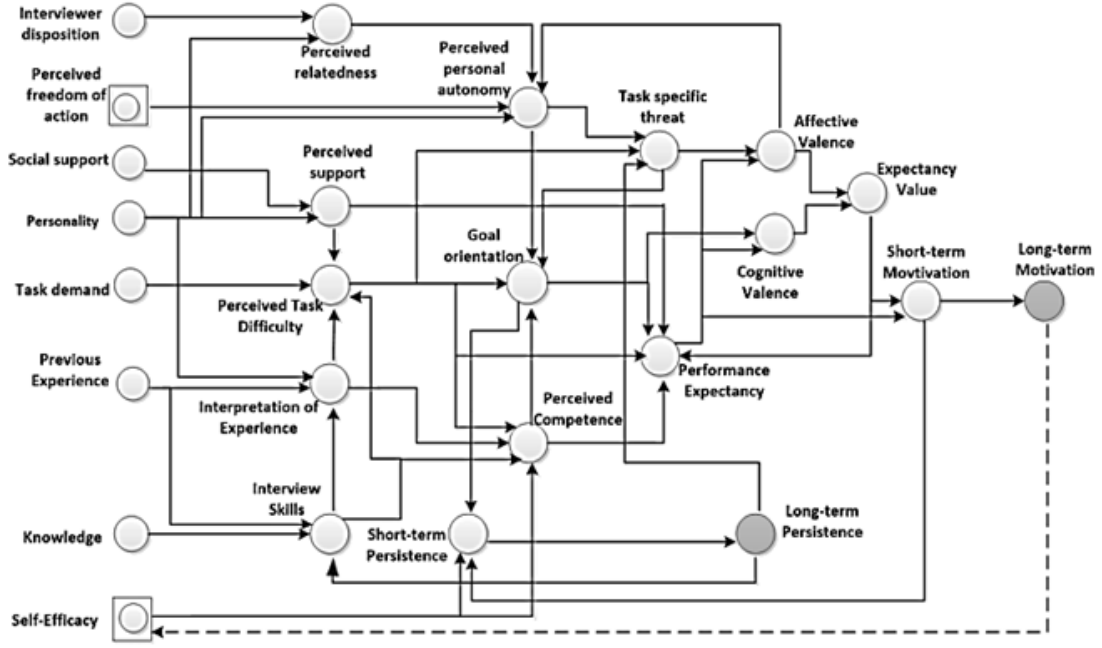 Interviewer
disposition
Perceived
relatedness
Perceived
personal
autonomy
Perceived
freedom of
action
Task specific
threat
Affective
Valence
Social support
Perceived
support
Expectancy
Value
Personality
Goal
orientation
Cognitive
Valence
Short-term
Movtivation
Long-term
Motivation
Task demand
Perceived Task
Difficulty
Previous
Experience
Interpretation of
Experience
Perceived
Competence
Performance
Expectancy
Interview
Skills
Knowledge
Short-term
Persistence
Long-term
Persistence
Self-Efficacy